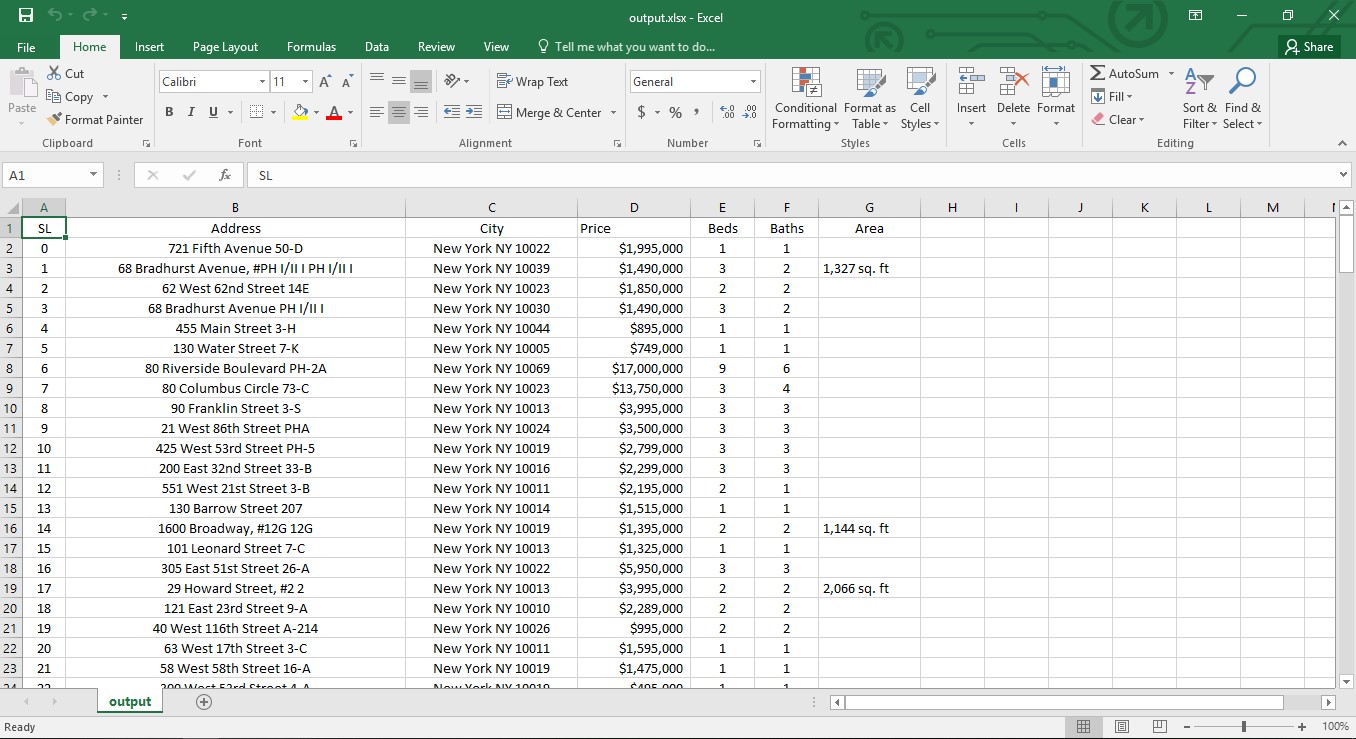 output.xlsx - Excel
File Home Insert Page Layout Formulas Data Review View Tell me what you want to do... Share
Paste Cut Copy Format Painter
Calibri 11
B I U
Wrap Text
Merge & Center
General
$ % ,
Conditional Formatting Format as Table Cell Styles
Insert Delete Format
AutoSum Fill Clear
Sort & Filter Find & Select
Clipboard Font Alignment Number Styles Cells Editing
A1 fx SL
A B C D E F G H I J K L M
1 SL Address City Price Beds Baths Area
2 0 721 Fifth Avenue 50-D New York NY 10022 $1,995,000 1 1
3 1 68 Bradhurst Avenue, #PH I/II I PH I/II I New York NY 10039 $1,490,000 3 2 1,327 sq. ft
4 2 62 West 62nd Street 14E New York NY 10023 $1,850,000 2 2
5 3 68 Bradhurst Avenue PH I/II I New York NY 10030 $1,490,000 3 2
6 4 455 Main Street 3-H New York NY 10044 $895,000 1 1
7 5 130 Water Street 7-K New York NY 10005 $749,000 1 1
8 6 80 Riverside Boulevard PH-2A New York NY 10069 $17,000,000 9 6
9 7 80 Columbus Circle 73-C New York NY 10023 $13,750,000 3 4
10 8 90 Franklin Street 3-S New York NY 10013 $3,995,000 3 3
11 9 21 West 86th Street PHA New York NY 10024 $3,500,000 3 3
12 10 425 West 53rd Street PH-5 New York NY 10019 $2,799,000 3 3
13 11 200 East 32nd Street 33-B New York NY 10016 $2,299,000 3 3
14 12 551 West 21st Street 3-B New York NY 10011 $2,195,000 2 1
15 13 130 Barrow Street 207 New York NY 10014 $1,515,000 1 1
16 14 1600 Broadway, #12G 12G New York NY 10019 $1,395,000 2 2 1,144 sq. ft
17 15 101 Leonard Street 7-C New York NY 10013 $1,325,000 1 1
18 16 305 East 51st Street 26-A New York NY 10022 $5,950,000 3 3
19 17 29 Howard Street, #2 2 New York NY 10013 $3,995,000 2 2 2,066 sq. ft
20 18 121 East 23rd Street 9-A New York NY 10010 $2,289,000 2 2
21 19 40 West 116th Street A-214 New York NY 10026 $995,000 2 2
22 20 63 West 17th Street 3-C New York NY 10011 $1,595,000 1 1
23 21 58 West 58th Street 16-A New York NY 10019 $1,475,000 1 1
output
Ready 100%